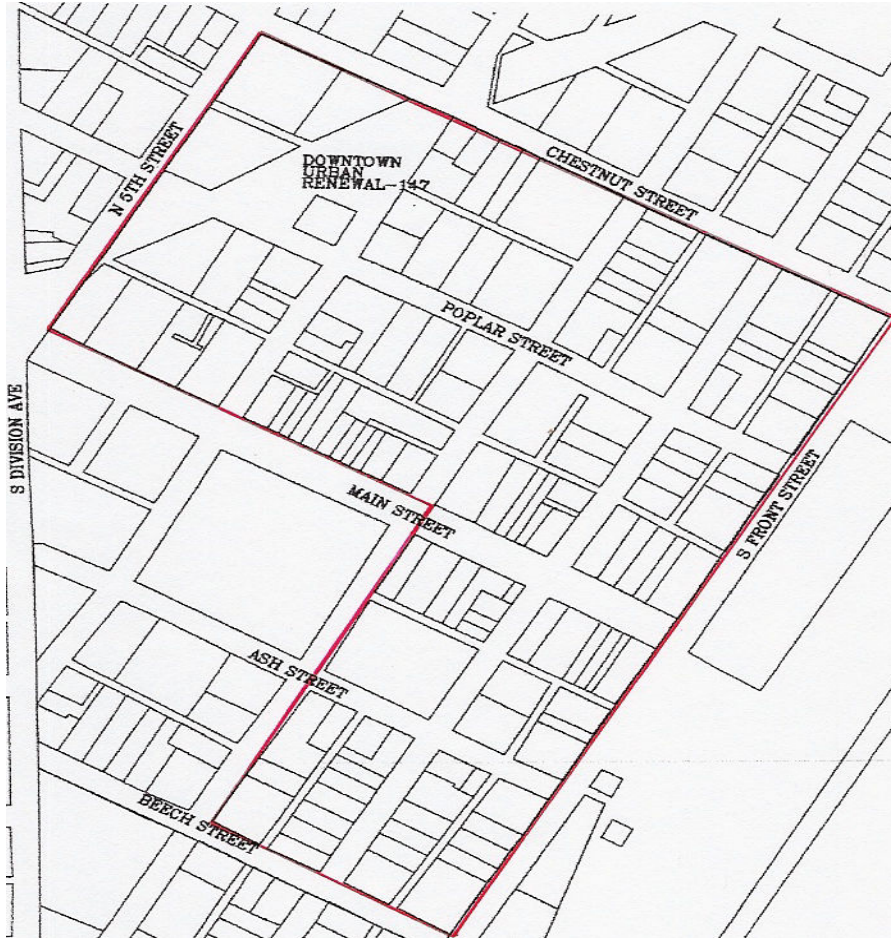 N 5TH STREET
DOWNTOWN
URBAN
RENEWAL-147
CHESTNUT STREET
POPLAR STREET
S DIVISION AVE
MAIN STREET
S FRONT STREET
ASH STREET
BEECH STREET